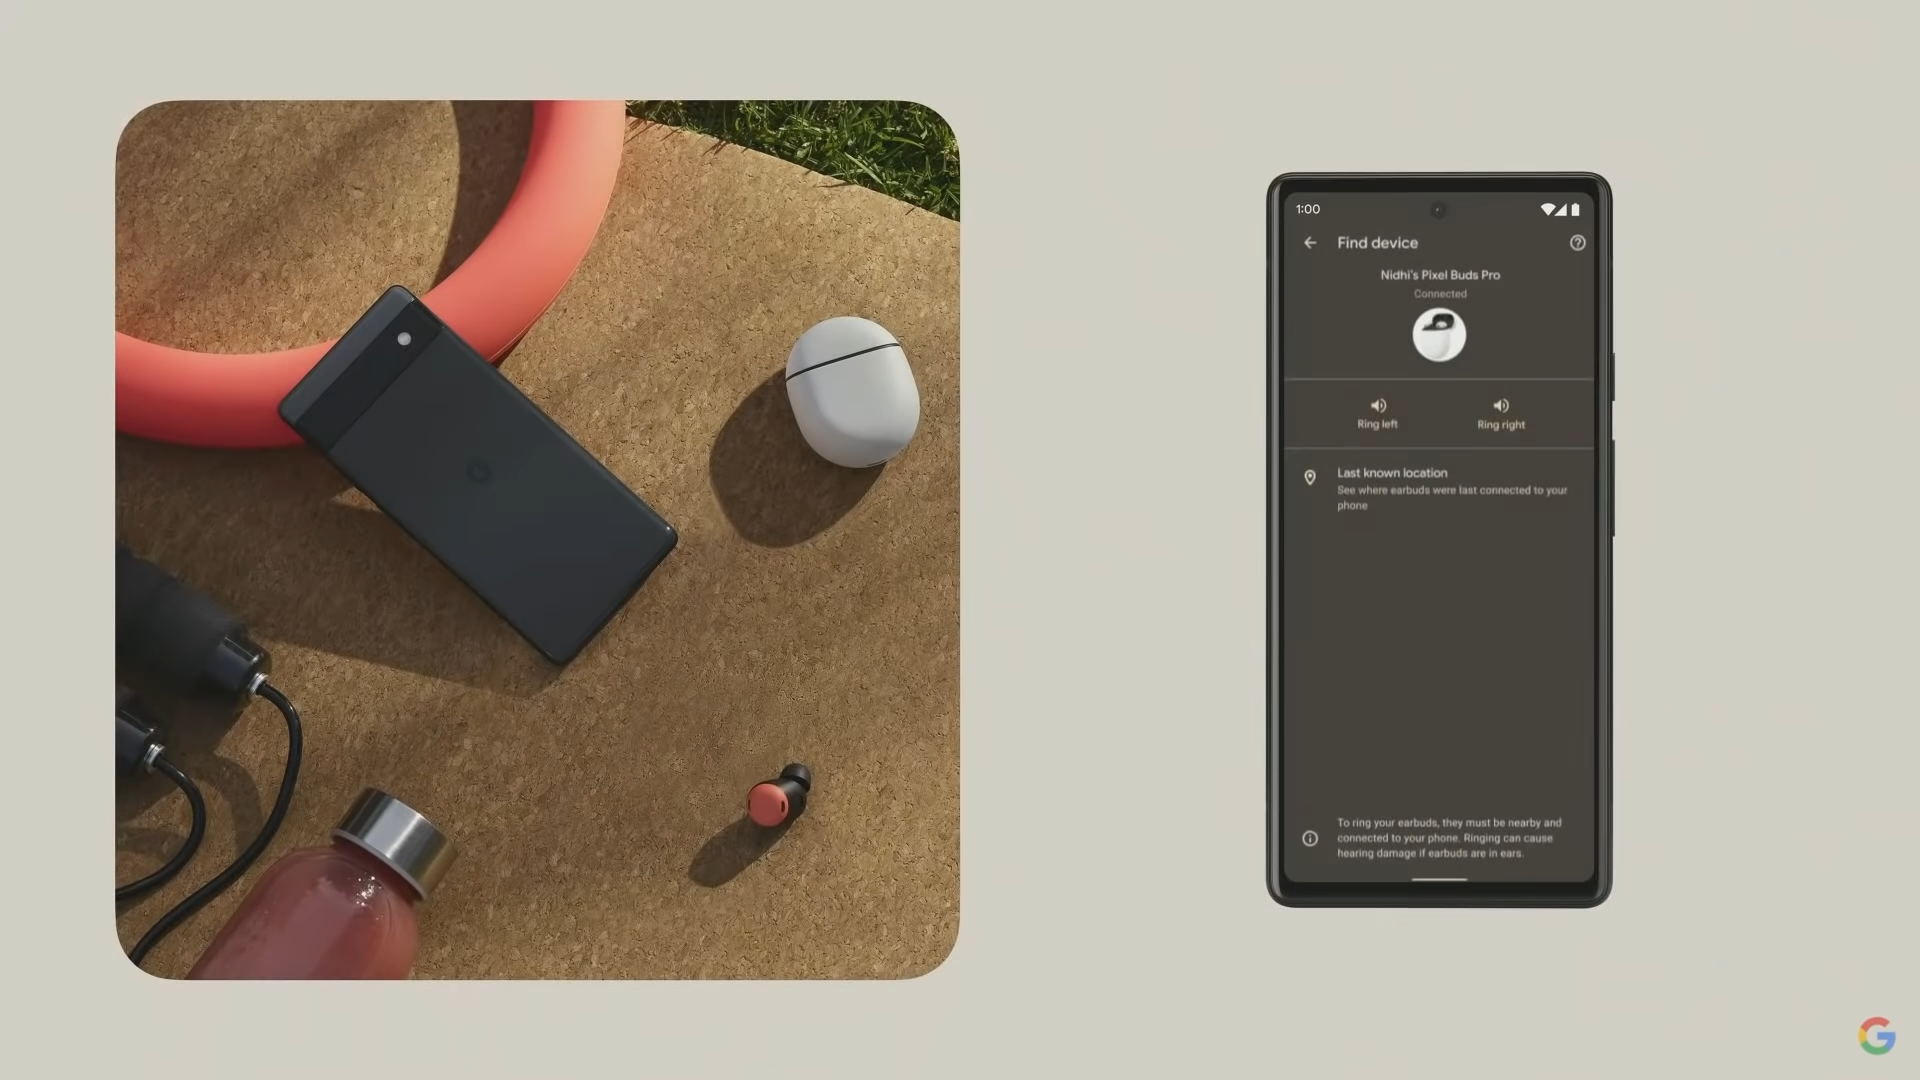 1:00
Find device
Nidhi's Pixel Buds Pro
Connected
Ring left
Ring right
Last known location
See where earbuds were last connected to your
phone
To ring your earbuds, they must be nearby and
connected to your phone. Ringing can cause
hearing damage if earbuds are in ears.